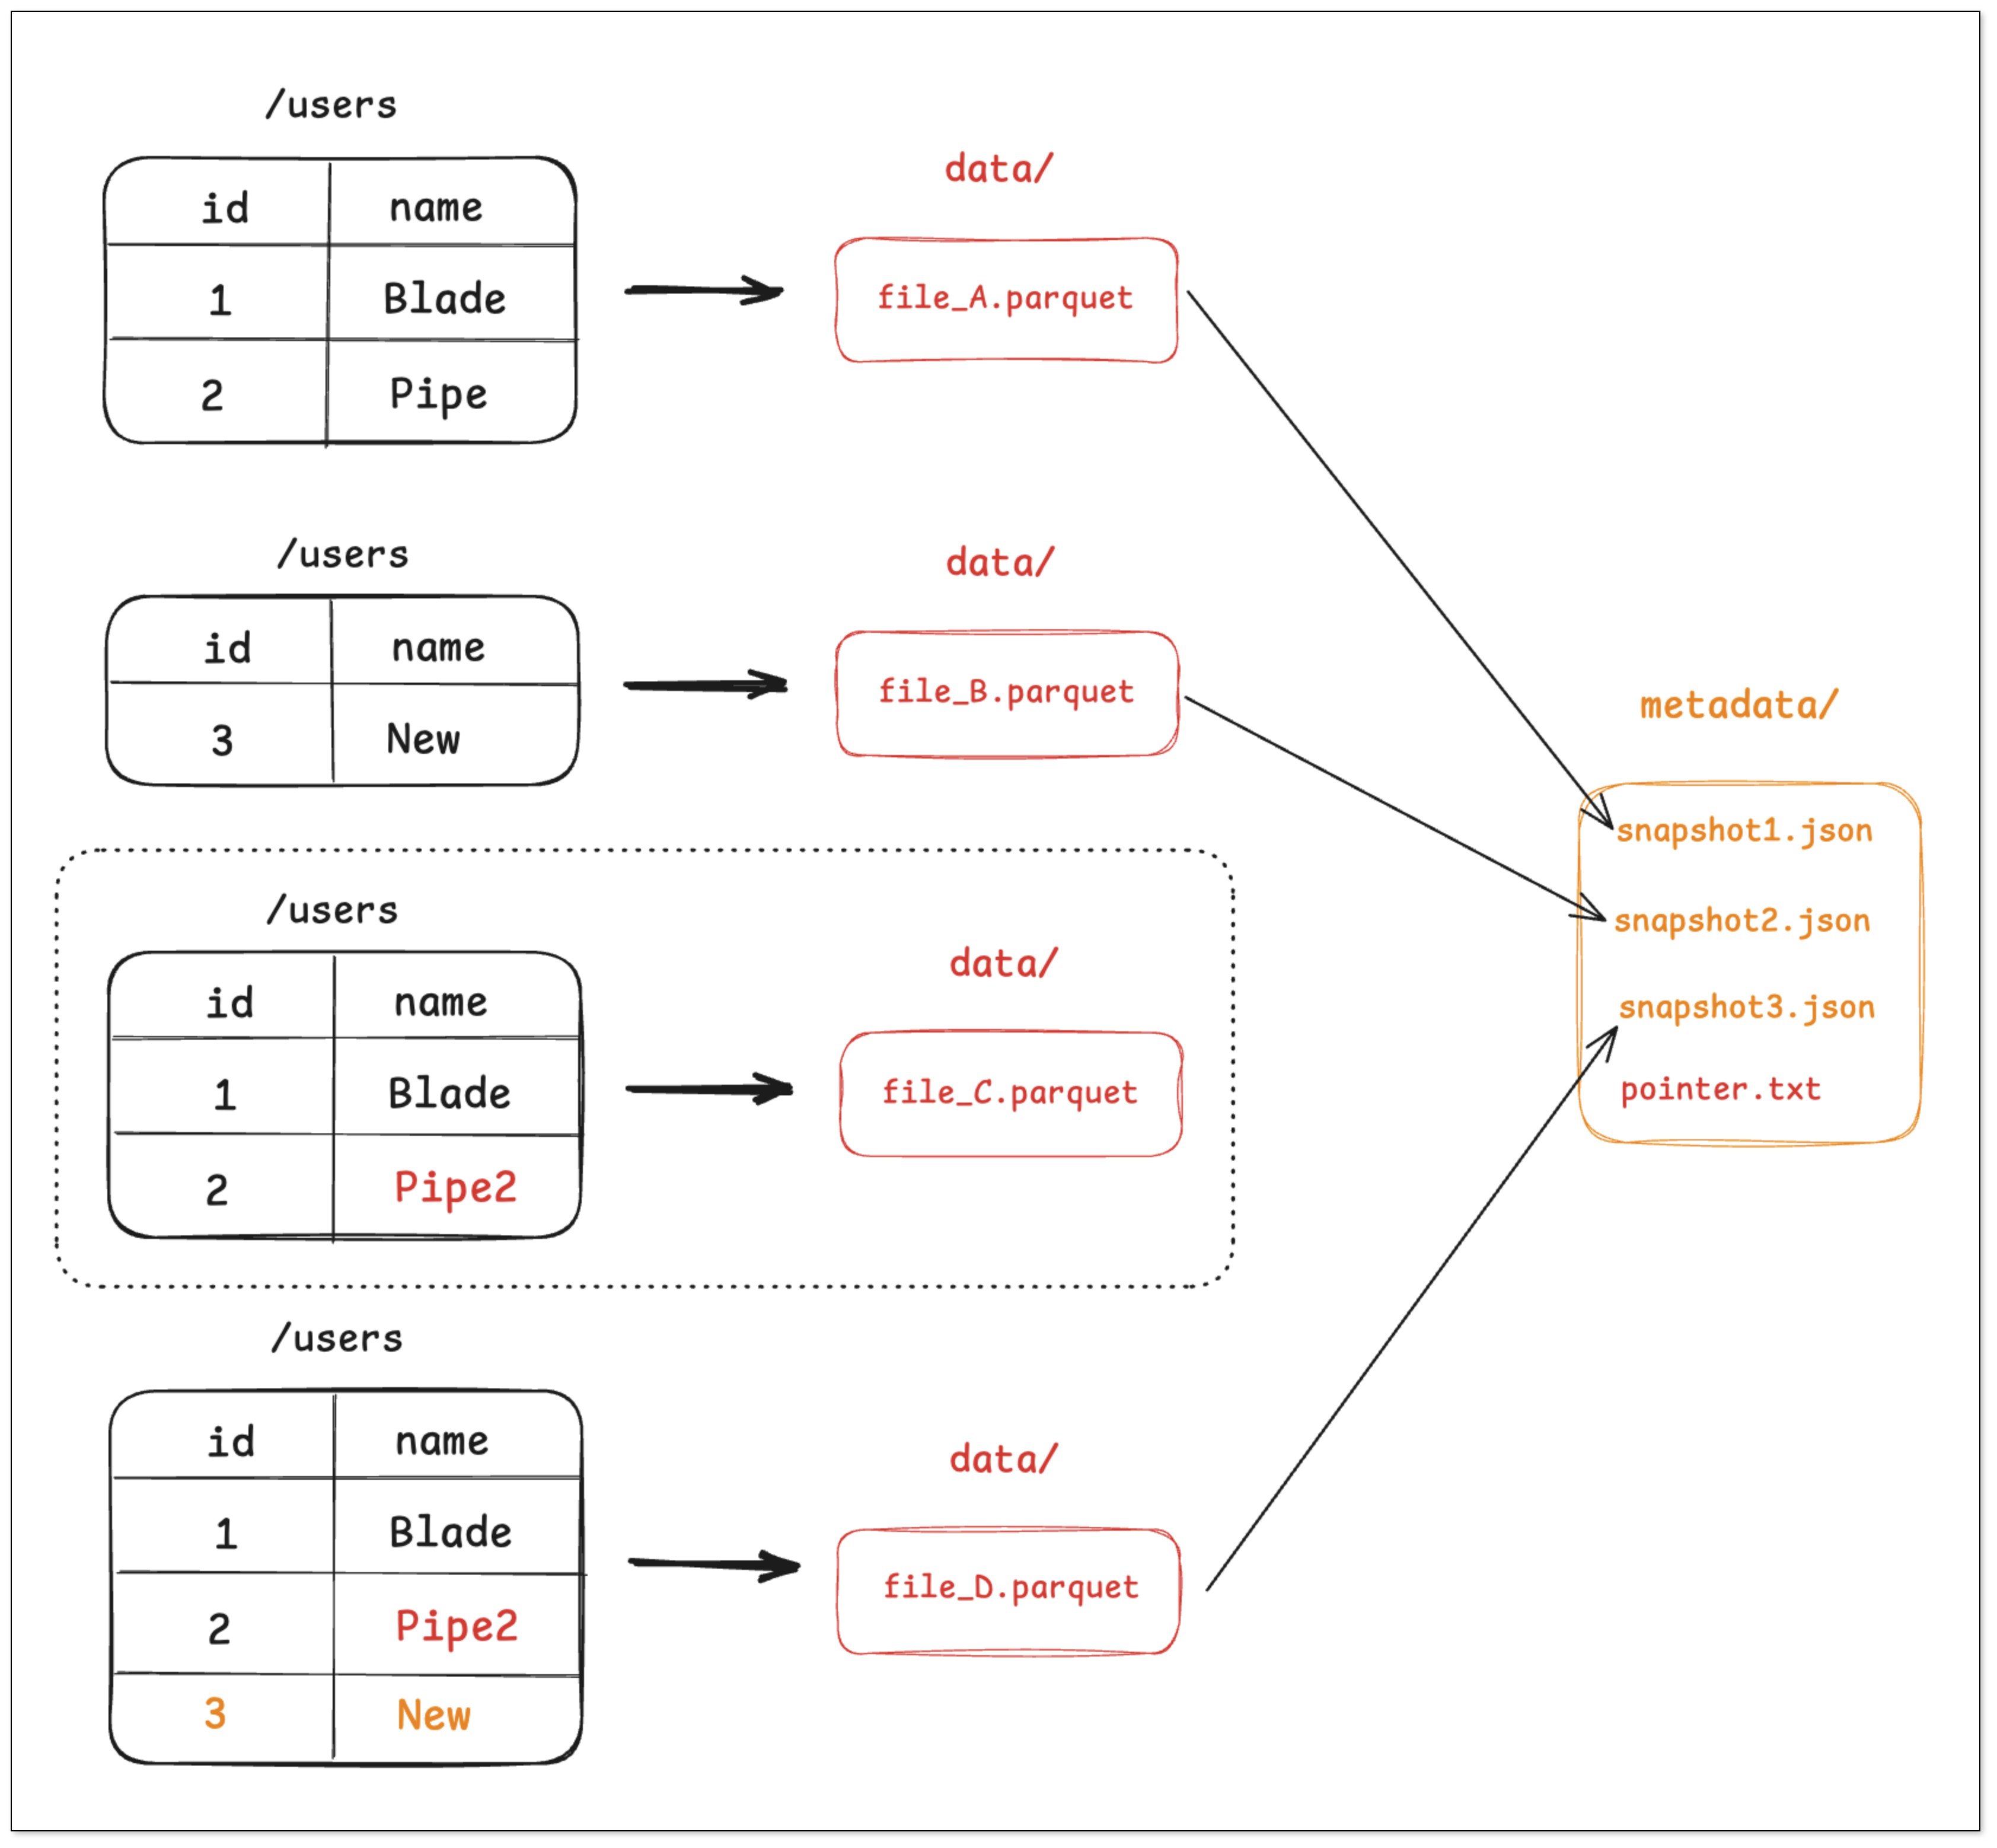 /users
id name
1 Blade
2 Pipe
data/
file_A.parquet
/users
id name
3 New
data/
file_B.parquet
/users
id name
1 Blade
2 Pipe2
data/
file_C.parquet
/users
id name
1 Blade
2 Pipe2
3 New
data/
file_D.parquet
metadata/
snapshot1.json
snapshot2.json
snapshot3.json
pointer.txt